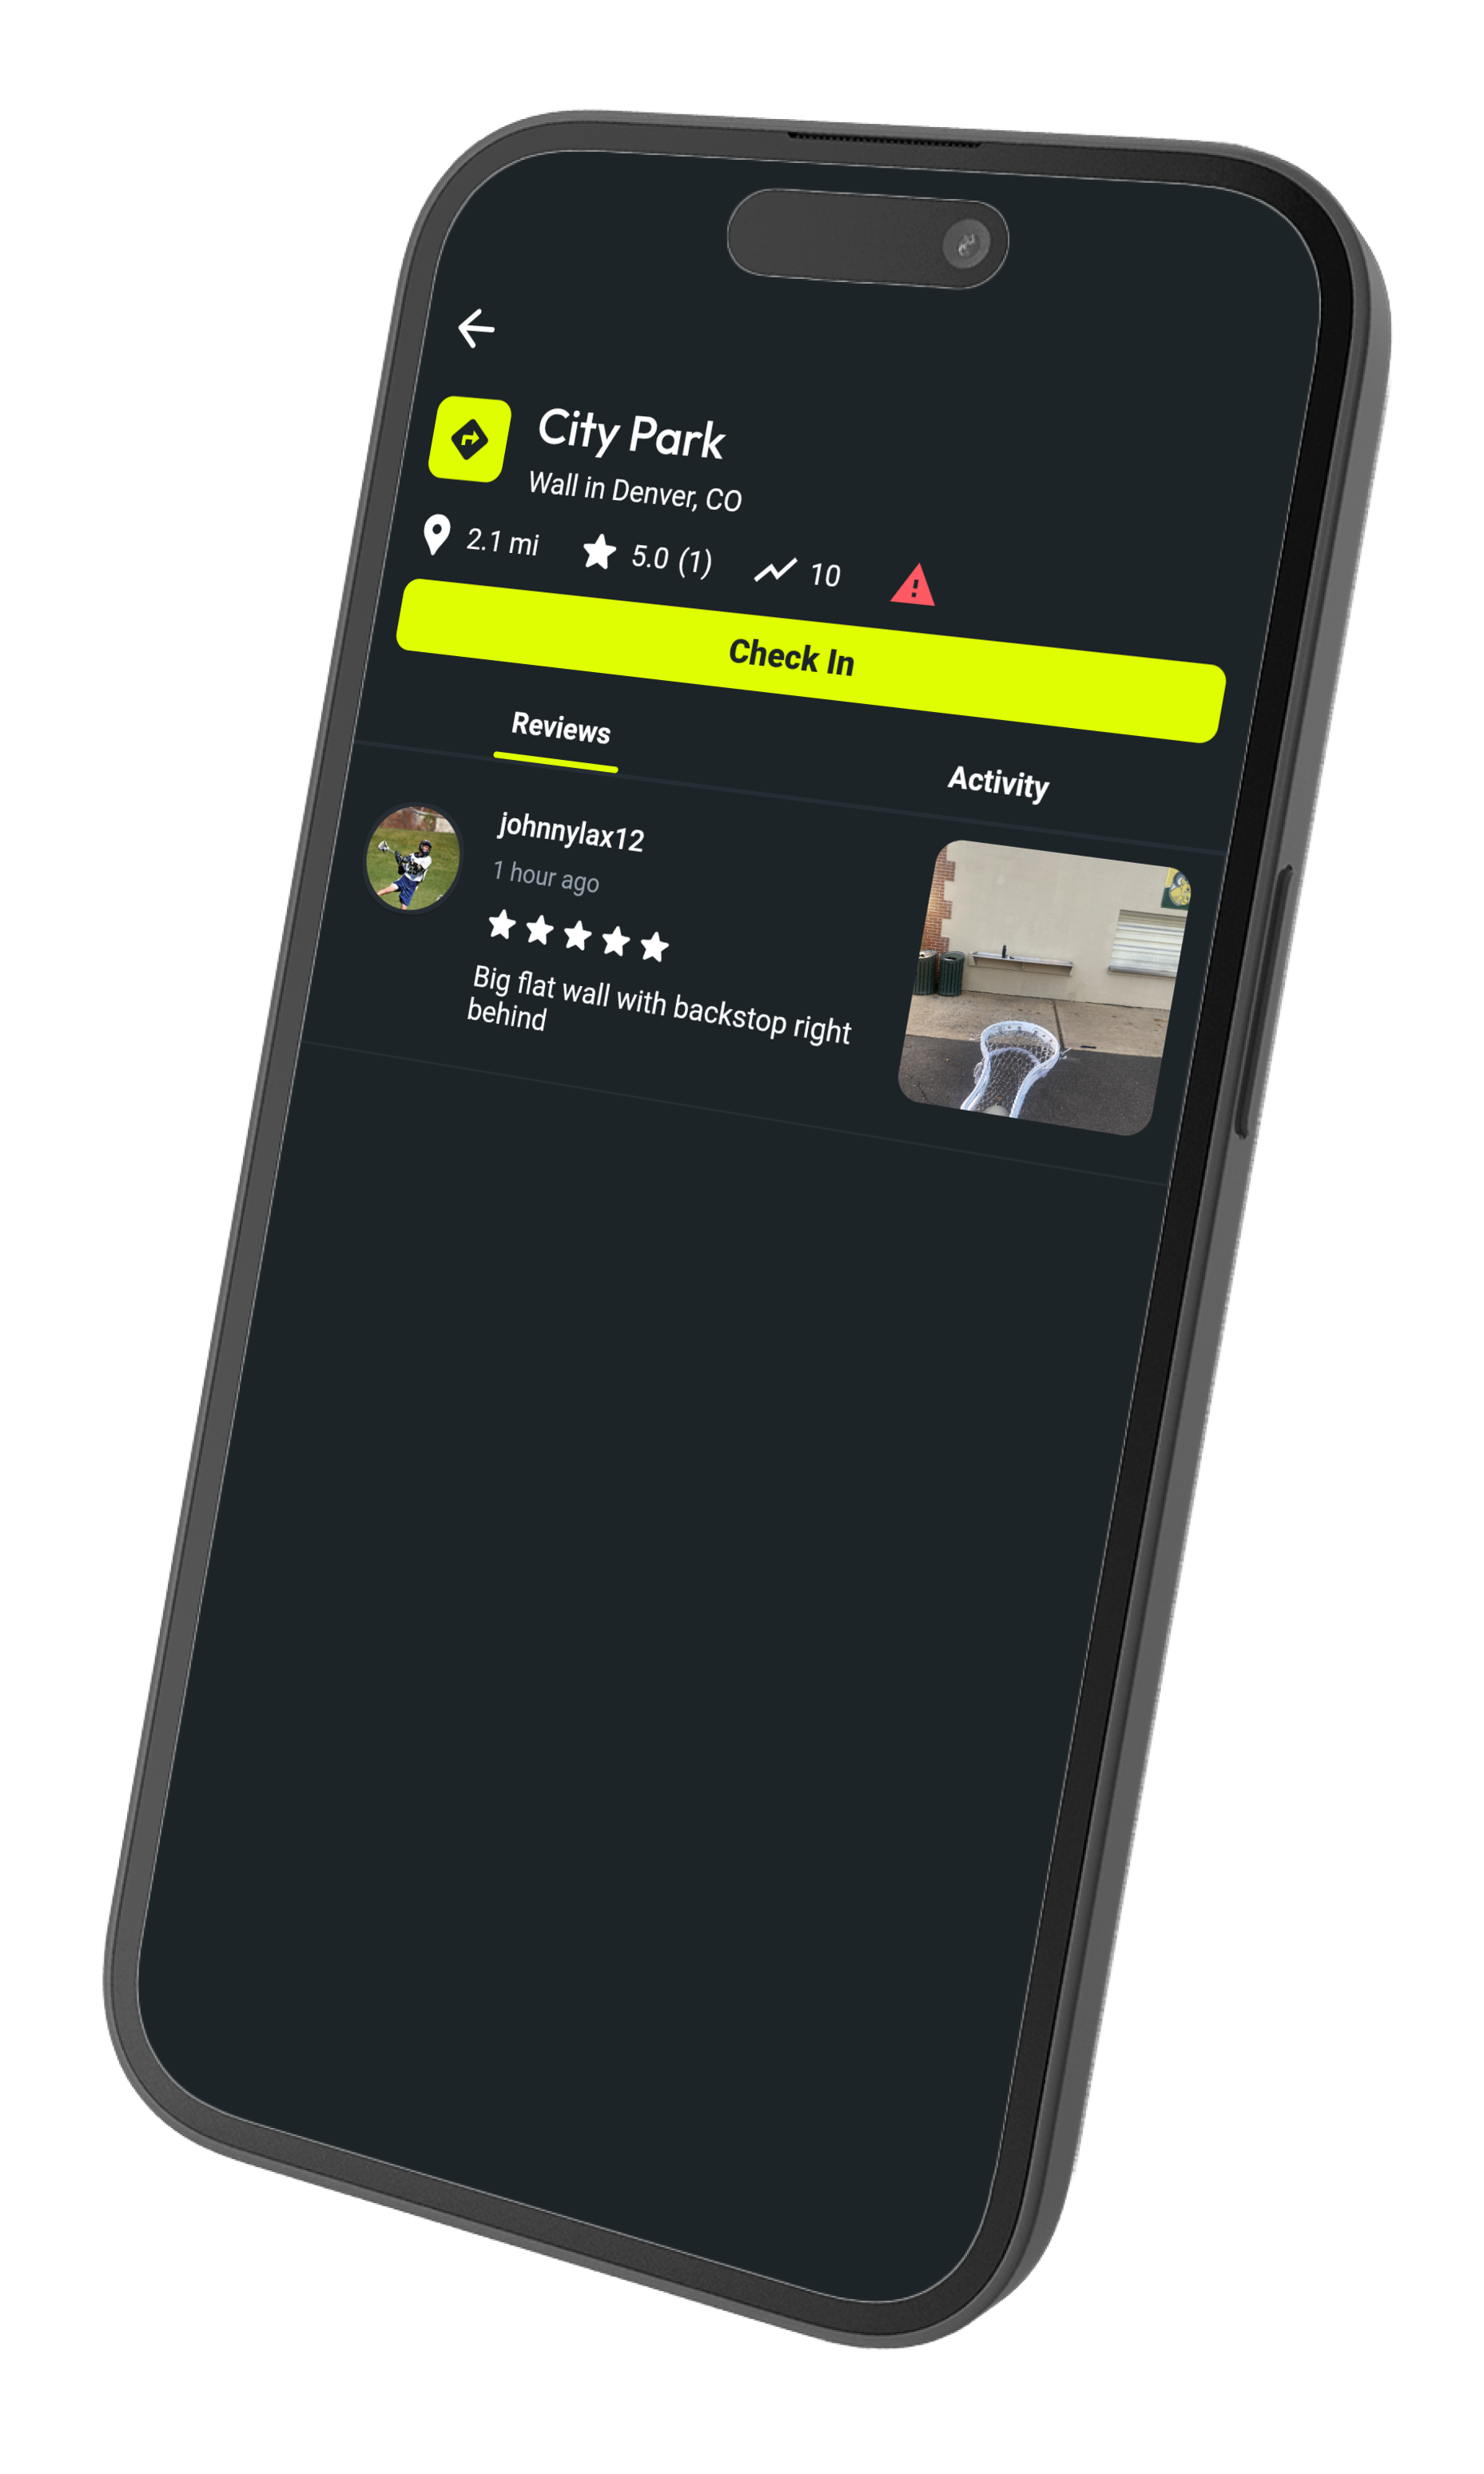 City Park
Wall in Denver, CO
2.1 mi 5.0 (1) 10
Check In
Reviews Activity
johnnylax12
1 hour ago
Big flat wall with backstop right
behind